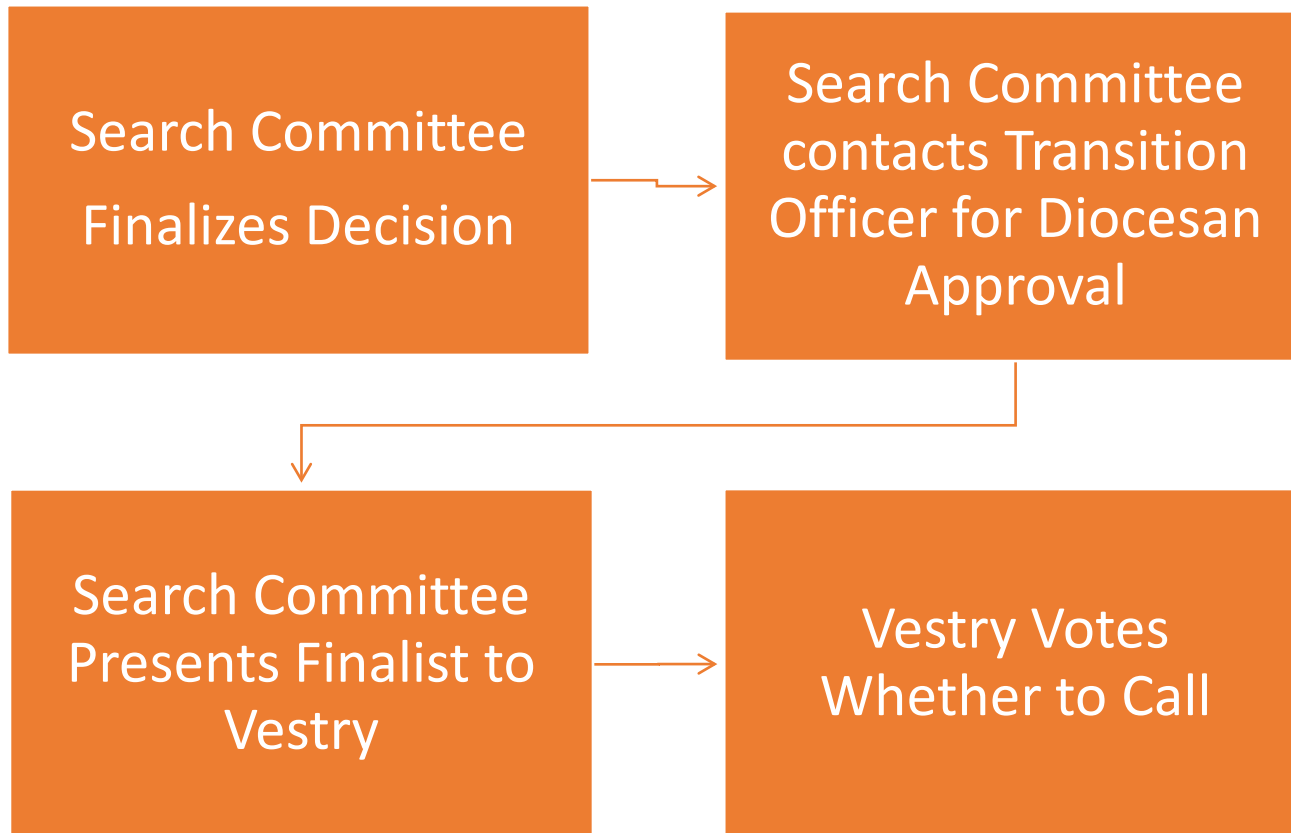 Search Committee
Finalizes Decision
Search Committee
contacts Transition
Officer for Diocesan
Approval
Search Committee
Presents Finalist to
Vestry
Vestry Votes
Whether to Call